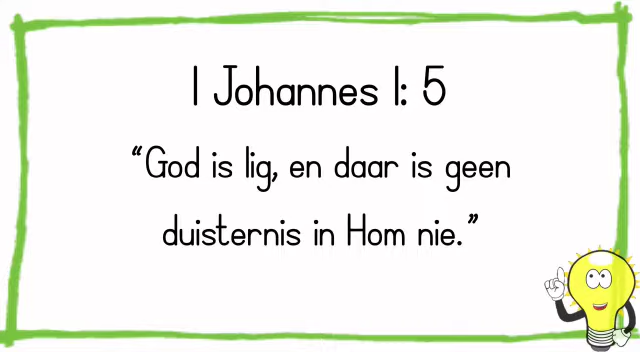 1 Johannes 1: 5
“God is lig, en daar is geen
duisternis in Hom nie.”